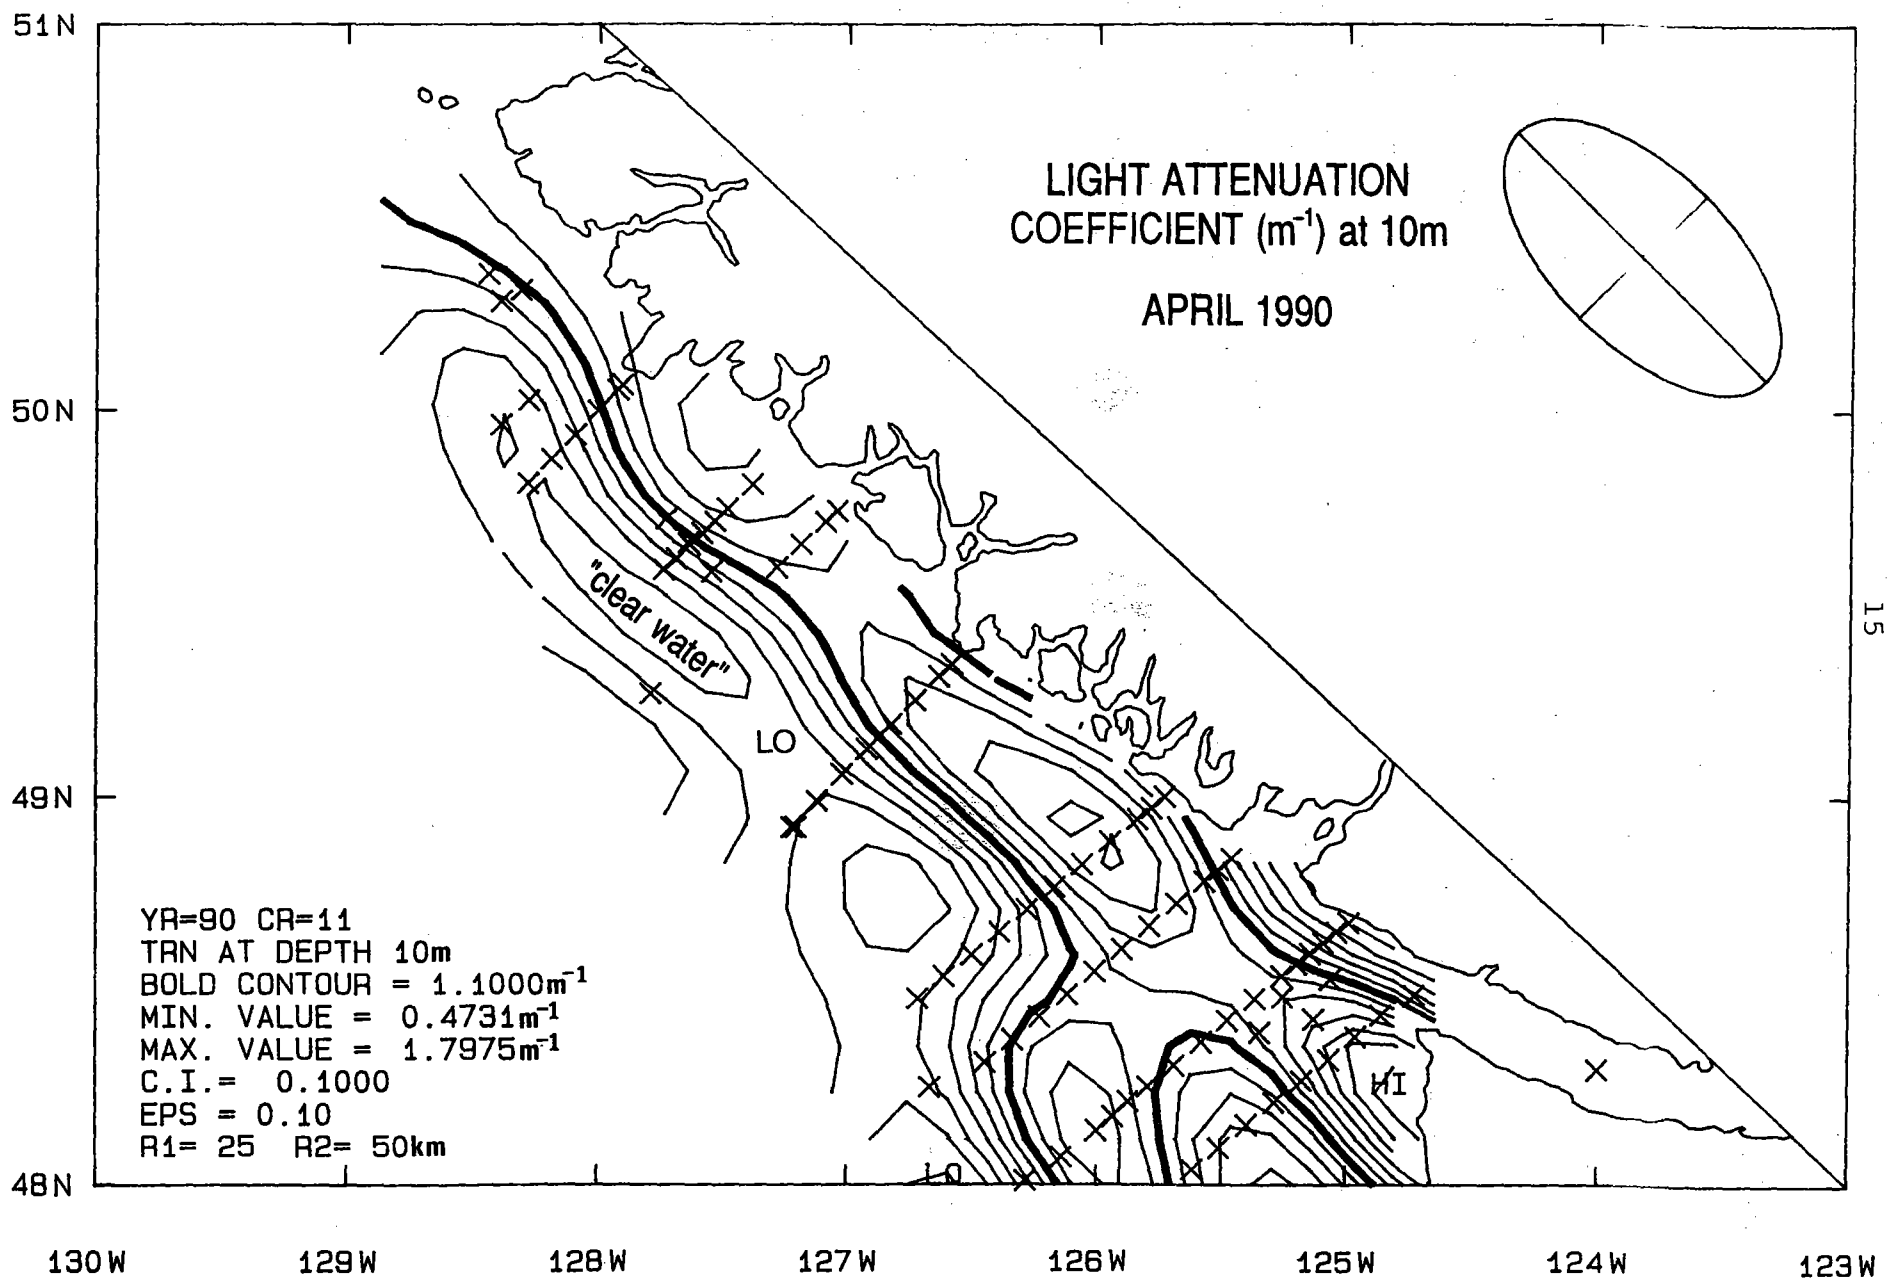 51N
LIGHT ATTENUATION
COEFFICIENT (m⁻¹) at 10m
APRIL 1990
50N
15
"clear water"
LO
49N
YR=90 CR=11
TRN AT DEPTH 10m
BOLD CONTOUR = 1.1000m⁻¹
MIN. VALUE = 0.4731m⁻¹
MAX. VALUE = 1.7975m⁻¹
C.I.= 0.1000
EPS = 0.10
R1= 25 R2= 50km
HI
48N
130W 129W 128W 127W 126W 125W 124W 123W